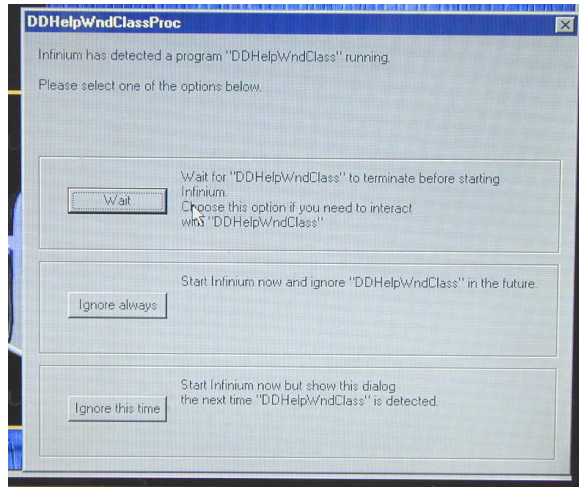 DDHelpWndClassProc
Infinium has detected a program "DDHelpWndClass" running.
Please select one of the options below.
Wait
Wait for "DDHelpWndClass" to terminate before starting
Infinium.
Choose this option if you need to interact
with "DDHelpWndClass"
Ignore always
Start Infinium now and ignore "DDHelpWndClass" in the future.
Ignore this time
Start Infinium now but show this dialog
the next time "DDHelpWndClass" is detected.